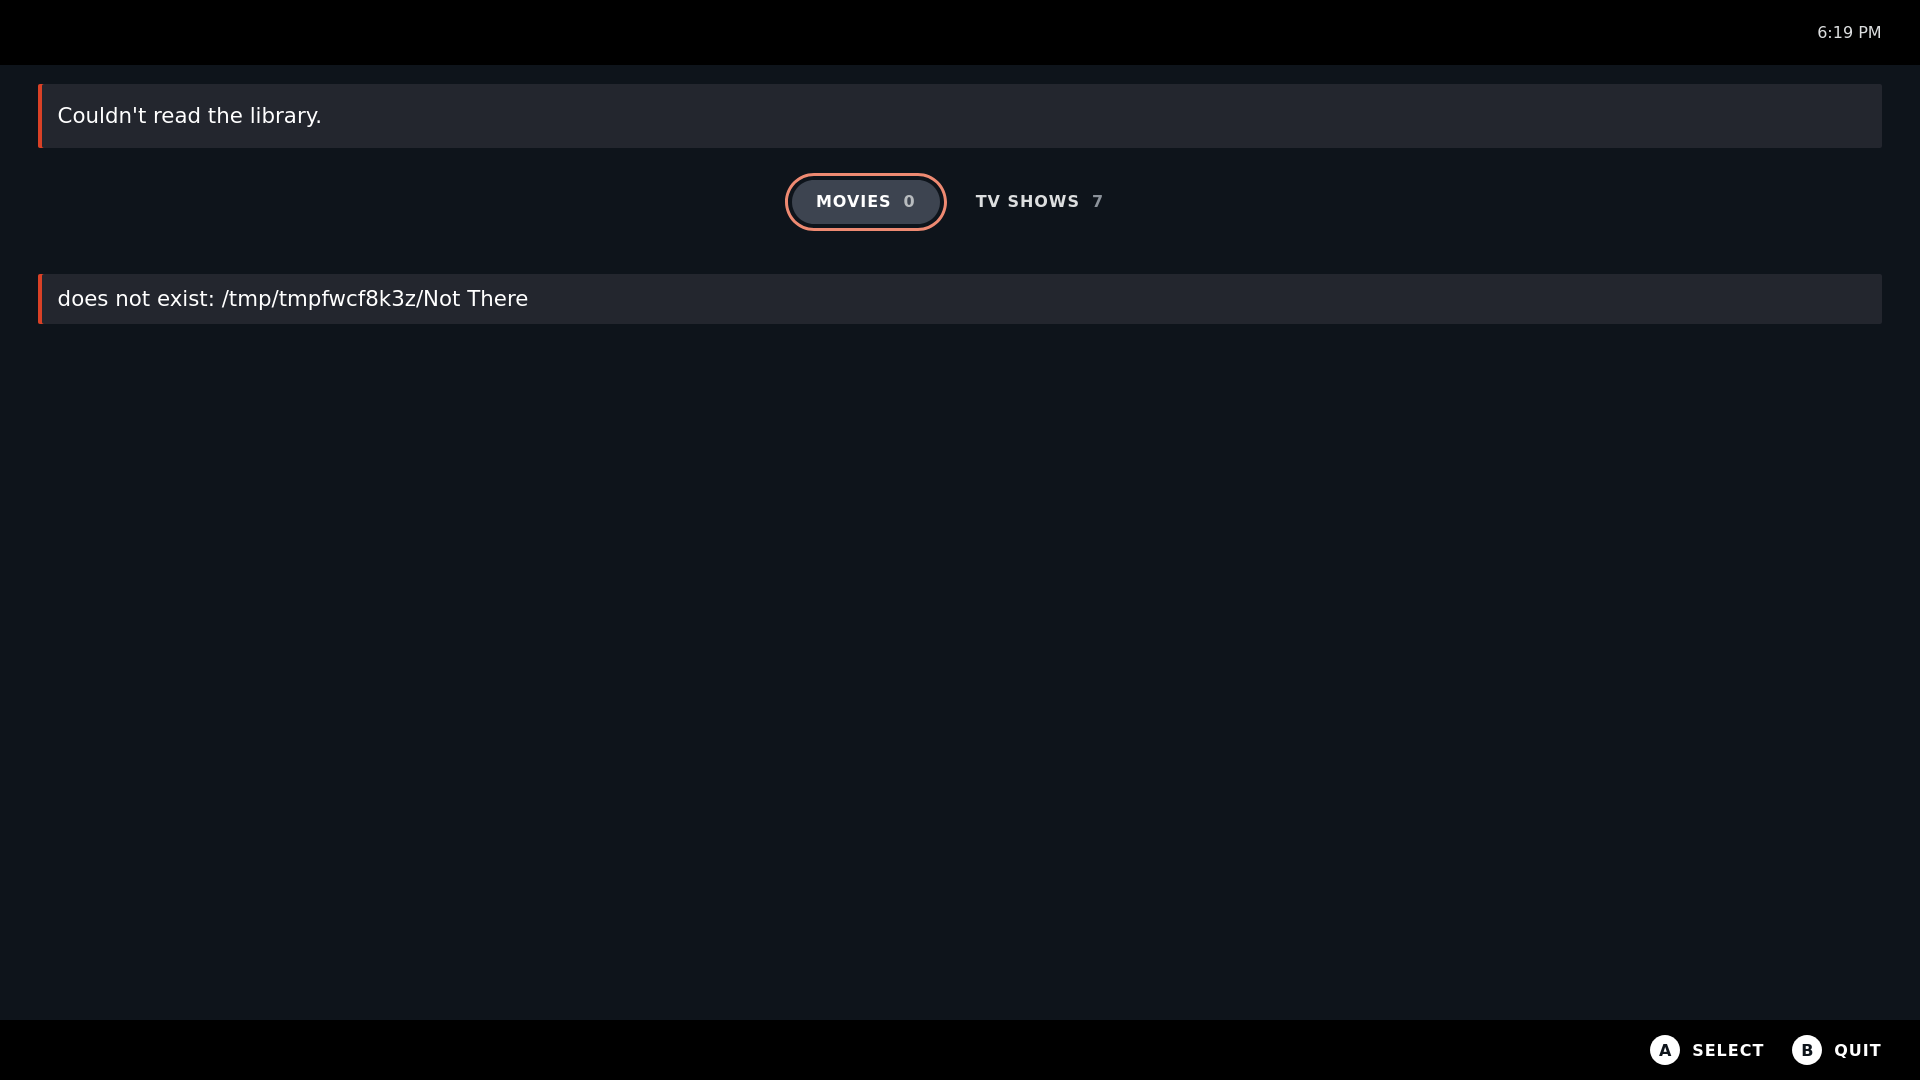 6:19 PM
Couldn't read the library.
MOVIES 0 TV SHOWS 7
does not exist: /tmp/tmpfwcf8k3z/Not There
A SELECT B QUIT